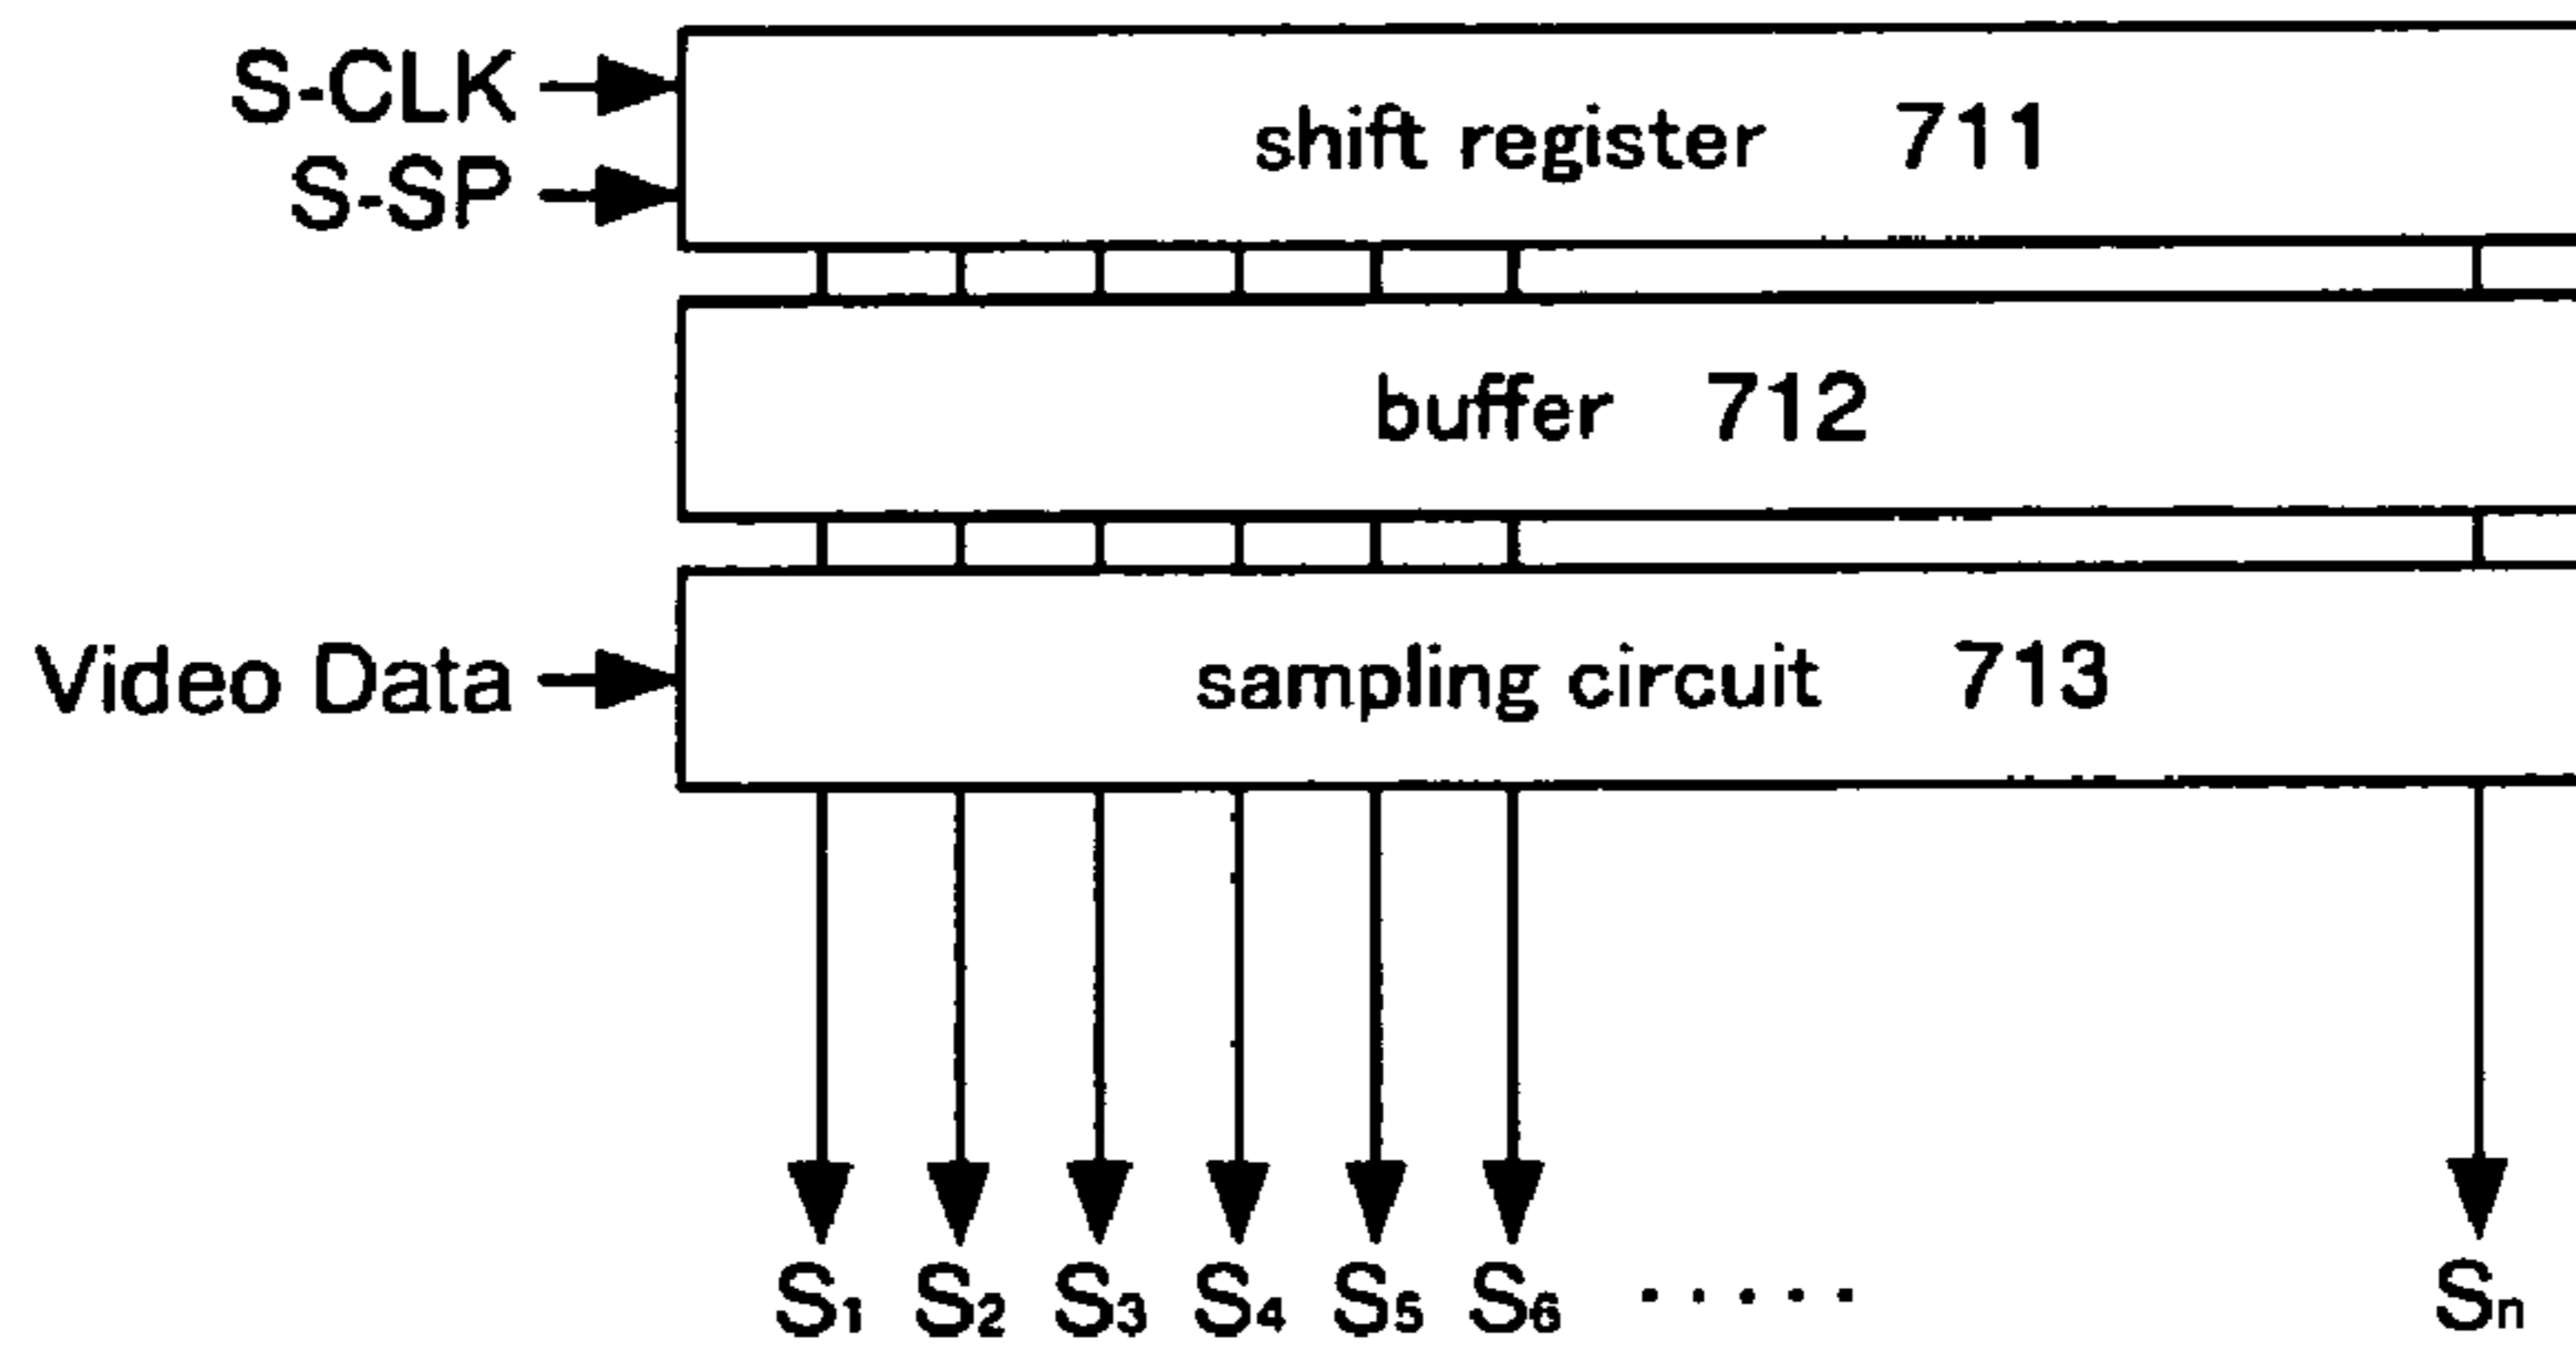 S-CLK
S-SP
shift register 711
buffer 712
Video Data
sampling circuit 713
S1 S2 S3 S4 S5 S6 ····· Sn